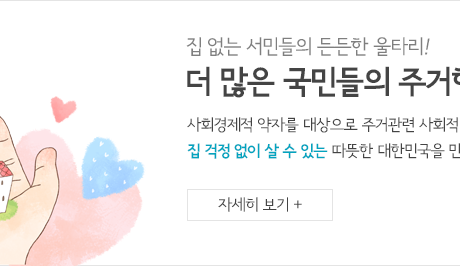 집 없는 서민들의 든든한 울타리!
더 많은 국민들의 주거
사회경제적 약자를 대상으로 주거관련 사회적
집 걱정 없이 살 수 있는 따뜻한 대한민국을
자세히 보기 +